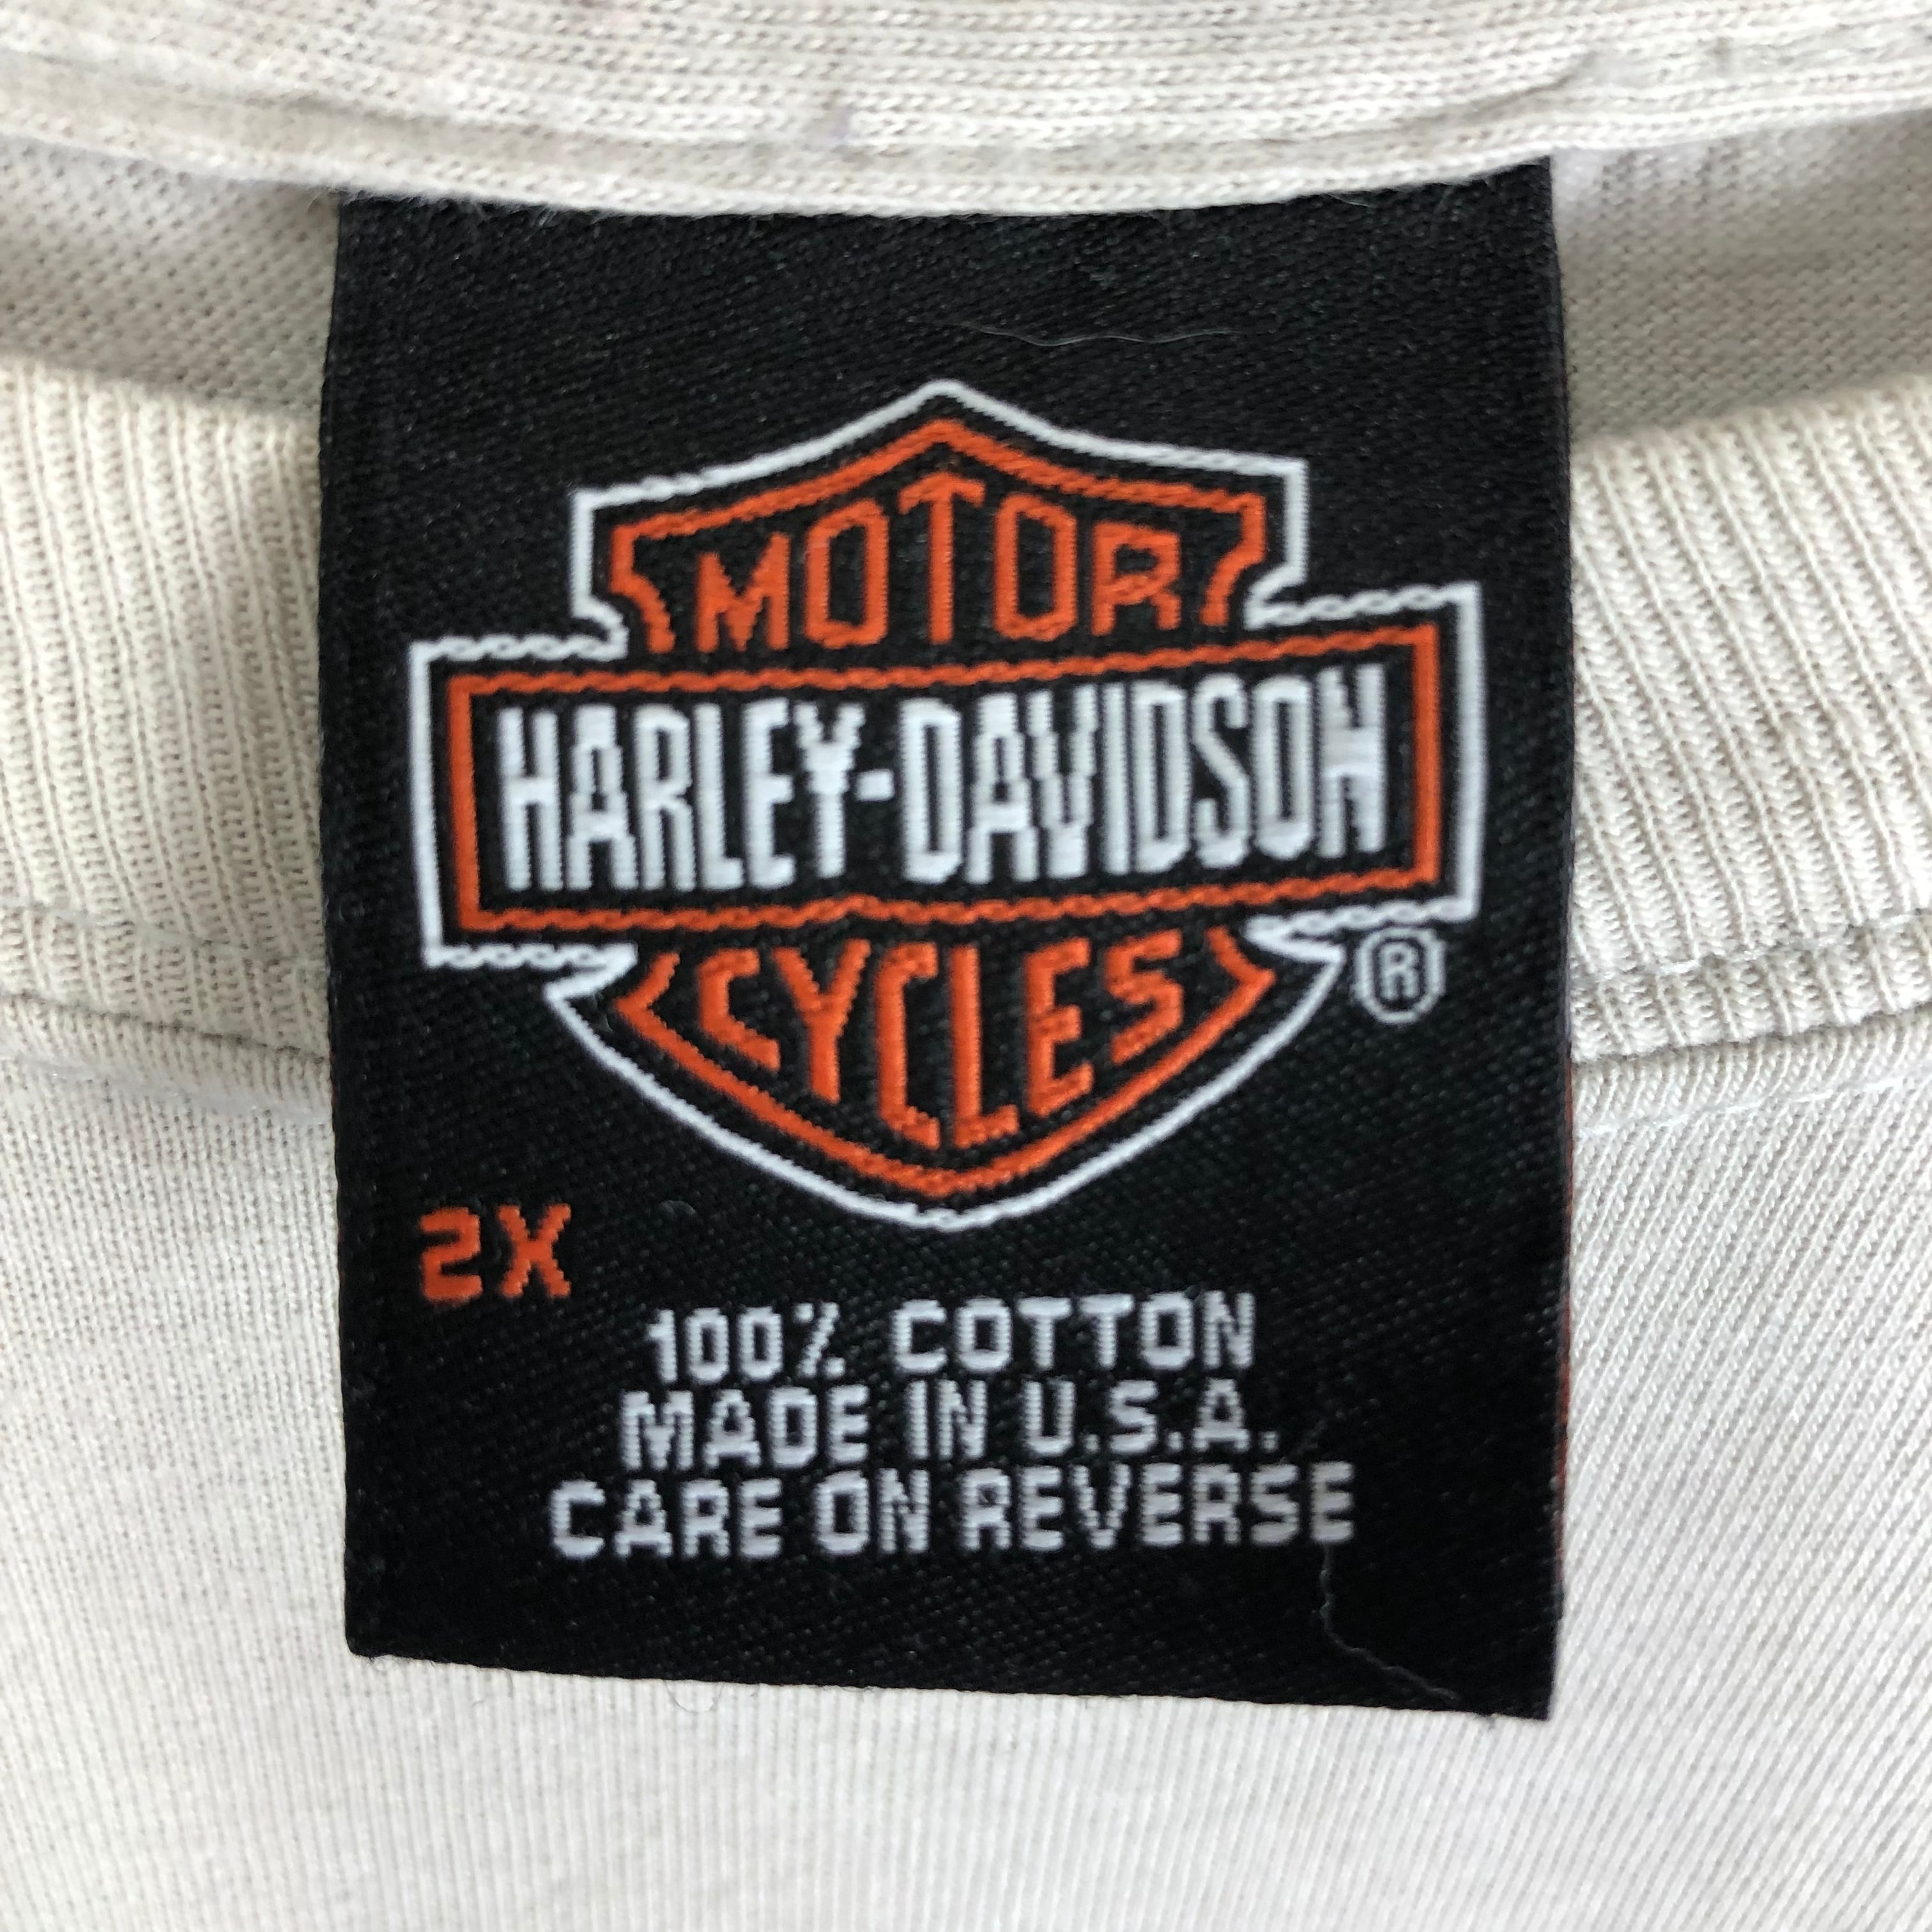 MOTOR
HARLEY-DAVIDSON
CYCLES
®
2X
100% COTTON
MADE IN U.S.A.
CARE ON REVERSE